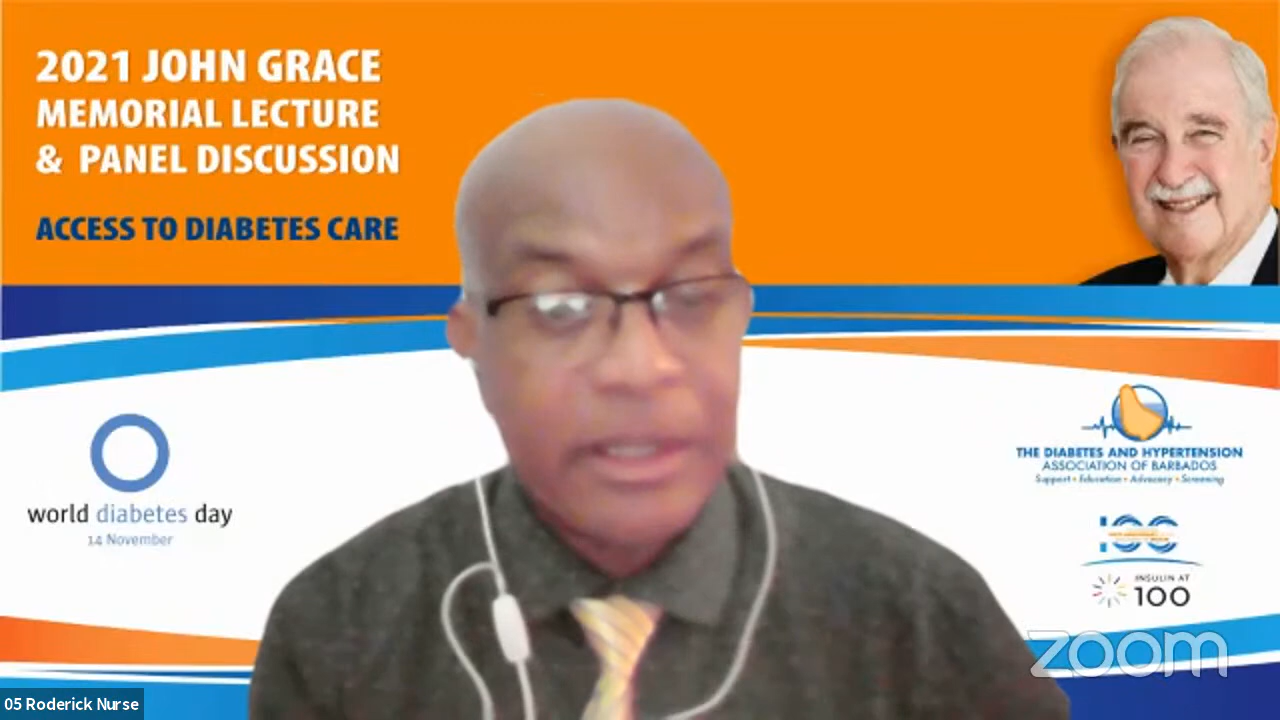 2021 JOHN GRACE
MEMORIAL LECTURE
& PANEL DISCUSSION
ACCESS TO DIABETES CARE
world diabetes day
14 November
THE DIABETES AND HYPERTENSION
ASSOCIATION OF BARBADOS
Support • Education • Advocacy • Screening
100
INSULIN AT
100
zoom
05 Roderick Nurse